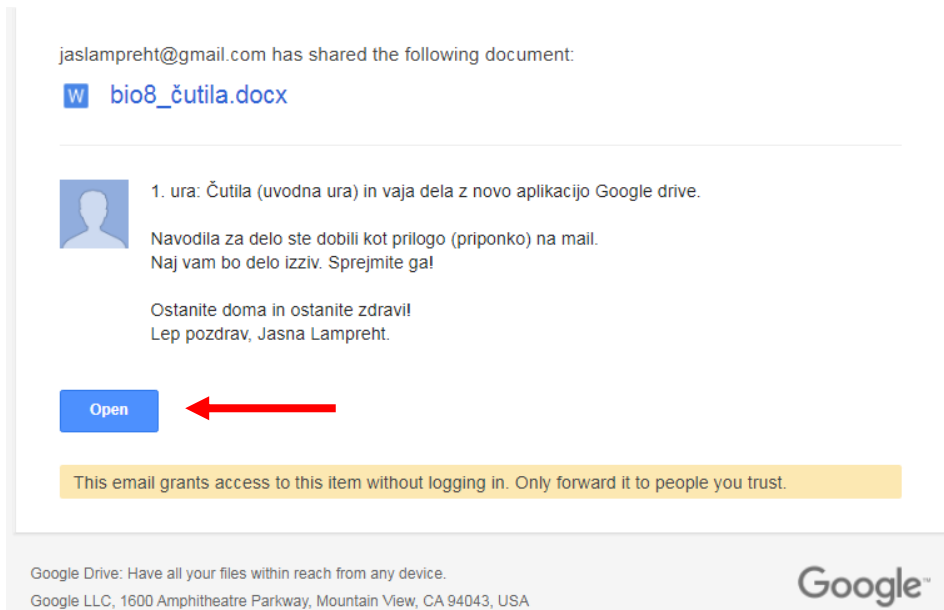 jaslampreht@gmail.com has shared the following document:
W bio8_čutila.docx
1. ura: Čutila (uvodna ura) in vaja dela z novo aplikacijo Google drive.
Navodila za delo ste dobili kot prilogo (priponko) na mail.
Naj vam bo delo izziv. Sprejmite ga!
Ostanite doma in ostanite zdravi!
Lep pozdrav, Jasna Lampreht.
Open
This email grants access to this item without logging in. Only forward it to people you trust.
Google Drive: Have all your files within reach from any device.
Google LLC, 1600 Amphitheatre Parkway, Mountain View, CA 94043, USA
Google™